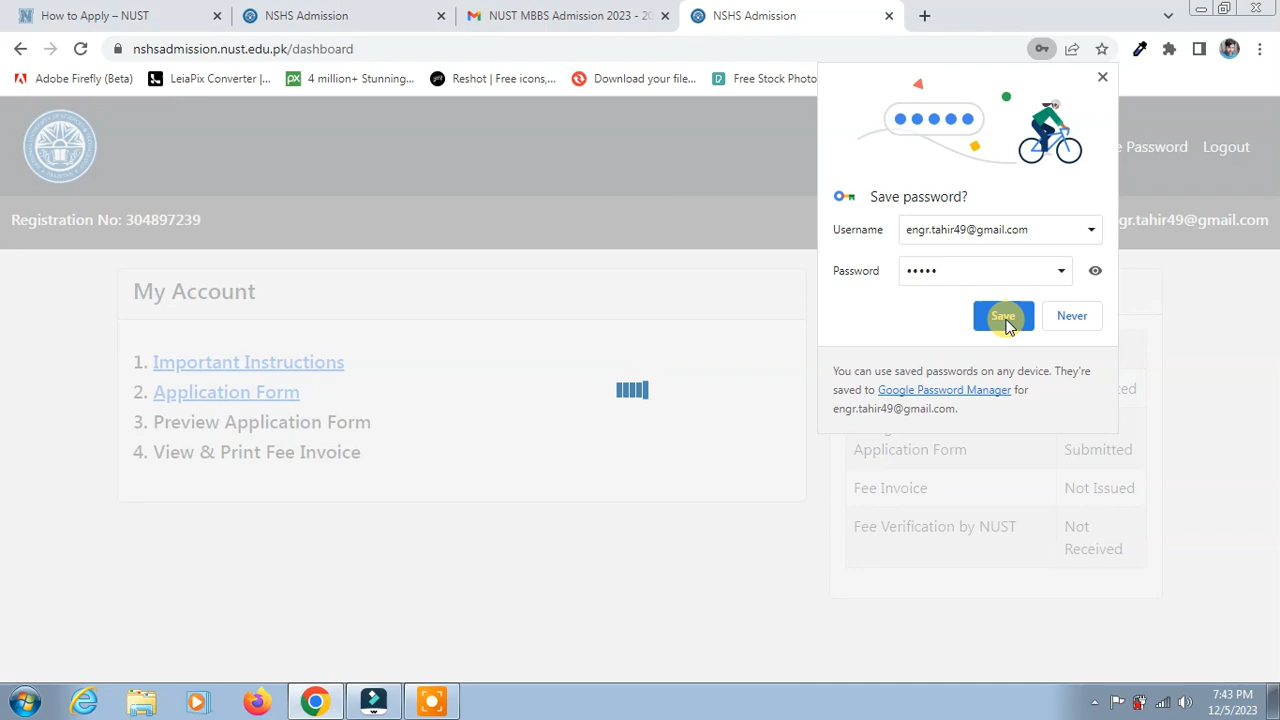 How to Apply – NUST
NSHS Admission
NUST MBBS Admission 2023 - 20
NSHS Admission
nshsadmission.nust.edu.pk/dashboard
Adobe Firefly (Beta)
LeiaPix Converter |...
4 million+ Stunning...
Reshot | Free icons,...
Download your file...
Free Stock Photo
Password
Logout
Registration No: 304897239
gr.tahir49@gmail.com
Save password?
Username
engr.tahir49@gmail.com
Password
•••••
Save
Never
You can use saved passwords on any device. They're
saved to Google Password Manager for
engr.tahir49@gmail.com.
My Account
1. Important Instructions
2. Application Form
3. Preview Application Form
4. View & Print Fee Invoice
Application Form
Submitted
Fee Invoice
Not Issued
Fee Verification by NUST
Not
Received
7:43 PM
12/5/2023